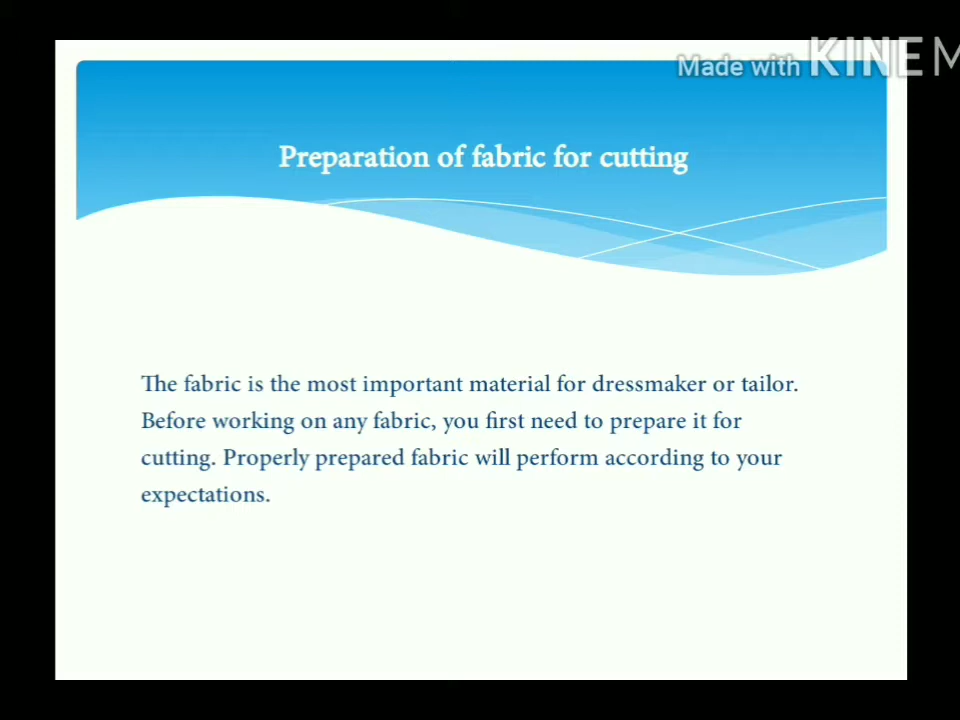 Made with KINEM
Preparation of fabric for cutting
The fabric is the most important material for dressmaker or tailor.
Before working on any fabric, you first need to prepare it for
cutting. Properly prepared fabric will perform according to your
expectations.